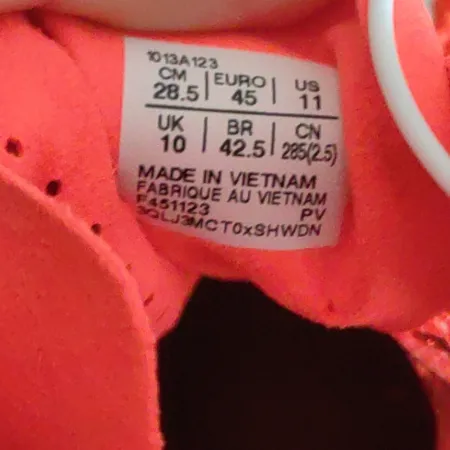 1013A123
CM | EURO | US
28.5 | 45 | 11
UK | BR | CN
10 | 42.5 | 285(2.5)
MADE IN VIETNAM
FABRIQUE AU VIETNAM
F451123 PV
3QLJ3MCT0xSHWDN